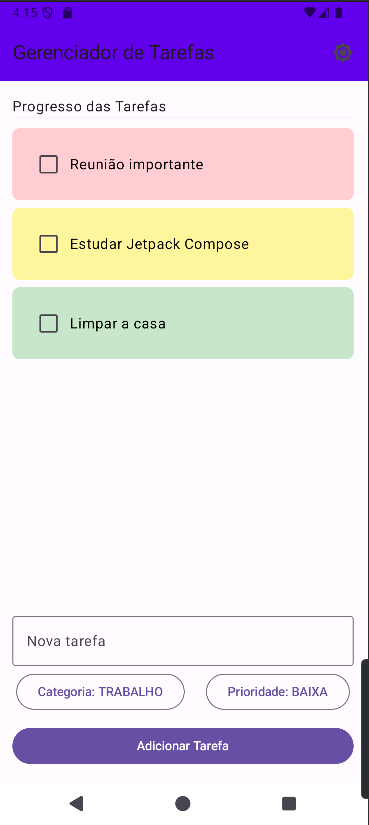 4:15
Gerenciador de Tarefas
Progresso das Tarefas
Reunião importante
Estudar Jetpack Compose
Limpar a casa
Nova tarefa
Categoria: TRABALHO
Prioridade: BAIXA
Adicionar Tarefa